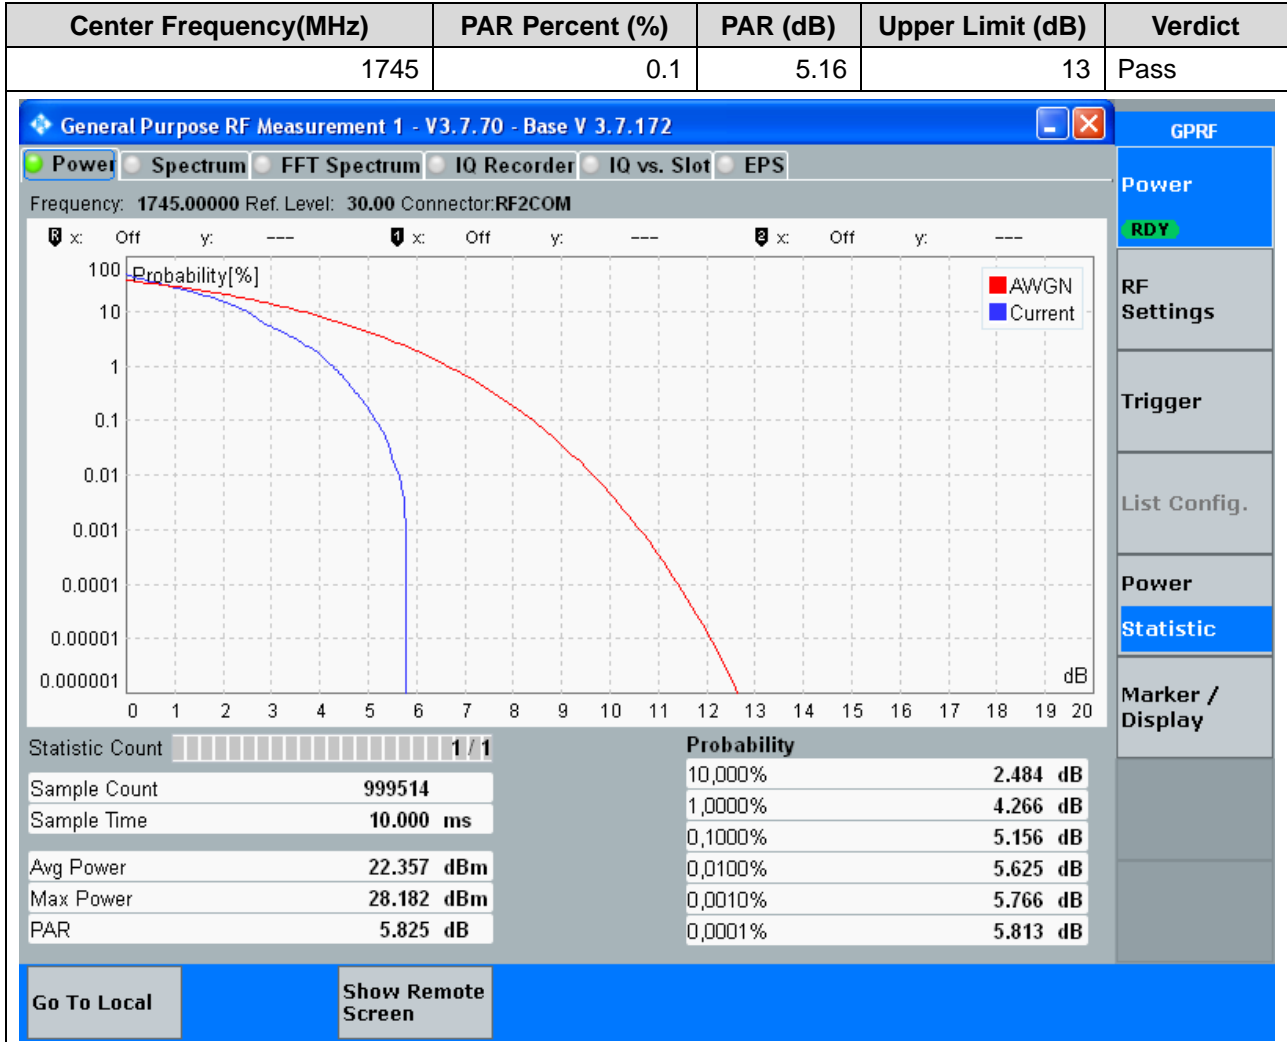 Center Frequency(MHz) PAR Percent (%) PAR (dB) Upper Limit (dB) Verdict
1745 0.1 5.16 13 Pass
General Purpose RF Measurement 1 - V3.7.70 - Base V 3.7.172
GPRF
Power Spectrum FFT Spectrum IQ Recorder IQ vs. Slot EPS
Power
RDY
Frequency: 1745.00000 Ref. Level: 30.00 Connector:RF2COM
R x: Off y: --- 1 x: Off y: --- 2 x: Off y: ---
Probability[%]
AWGN
Current
100
10
1
0.1
0.01
0.001
0.0001
0.00001
0.000001
dB
0 1 2 3 4 5 6 7 8 9 10 11 12 13 14 15 16 17 18 19 20
RF
Settings
Trigger
List Config.
Power
Statistic
Marker /
Display
Statistic Count 1 / 1
Sample Count 999514
Sample Time 10.000 ms
Avg Power 22.357 dBm
Max Power 28.182 dBm
PAR 5.825 dB
Probability
10,000% 2.484 dB
1,0000% 4.266 dB
0,1000% 5.156 dB
0,0100% 5.625 dB
0,0010% 5.766 dB
0,0001% 5.813 dB
Go To Local
Show Remote
Screen